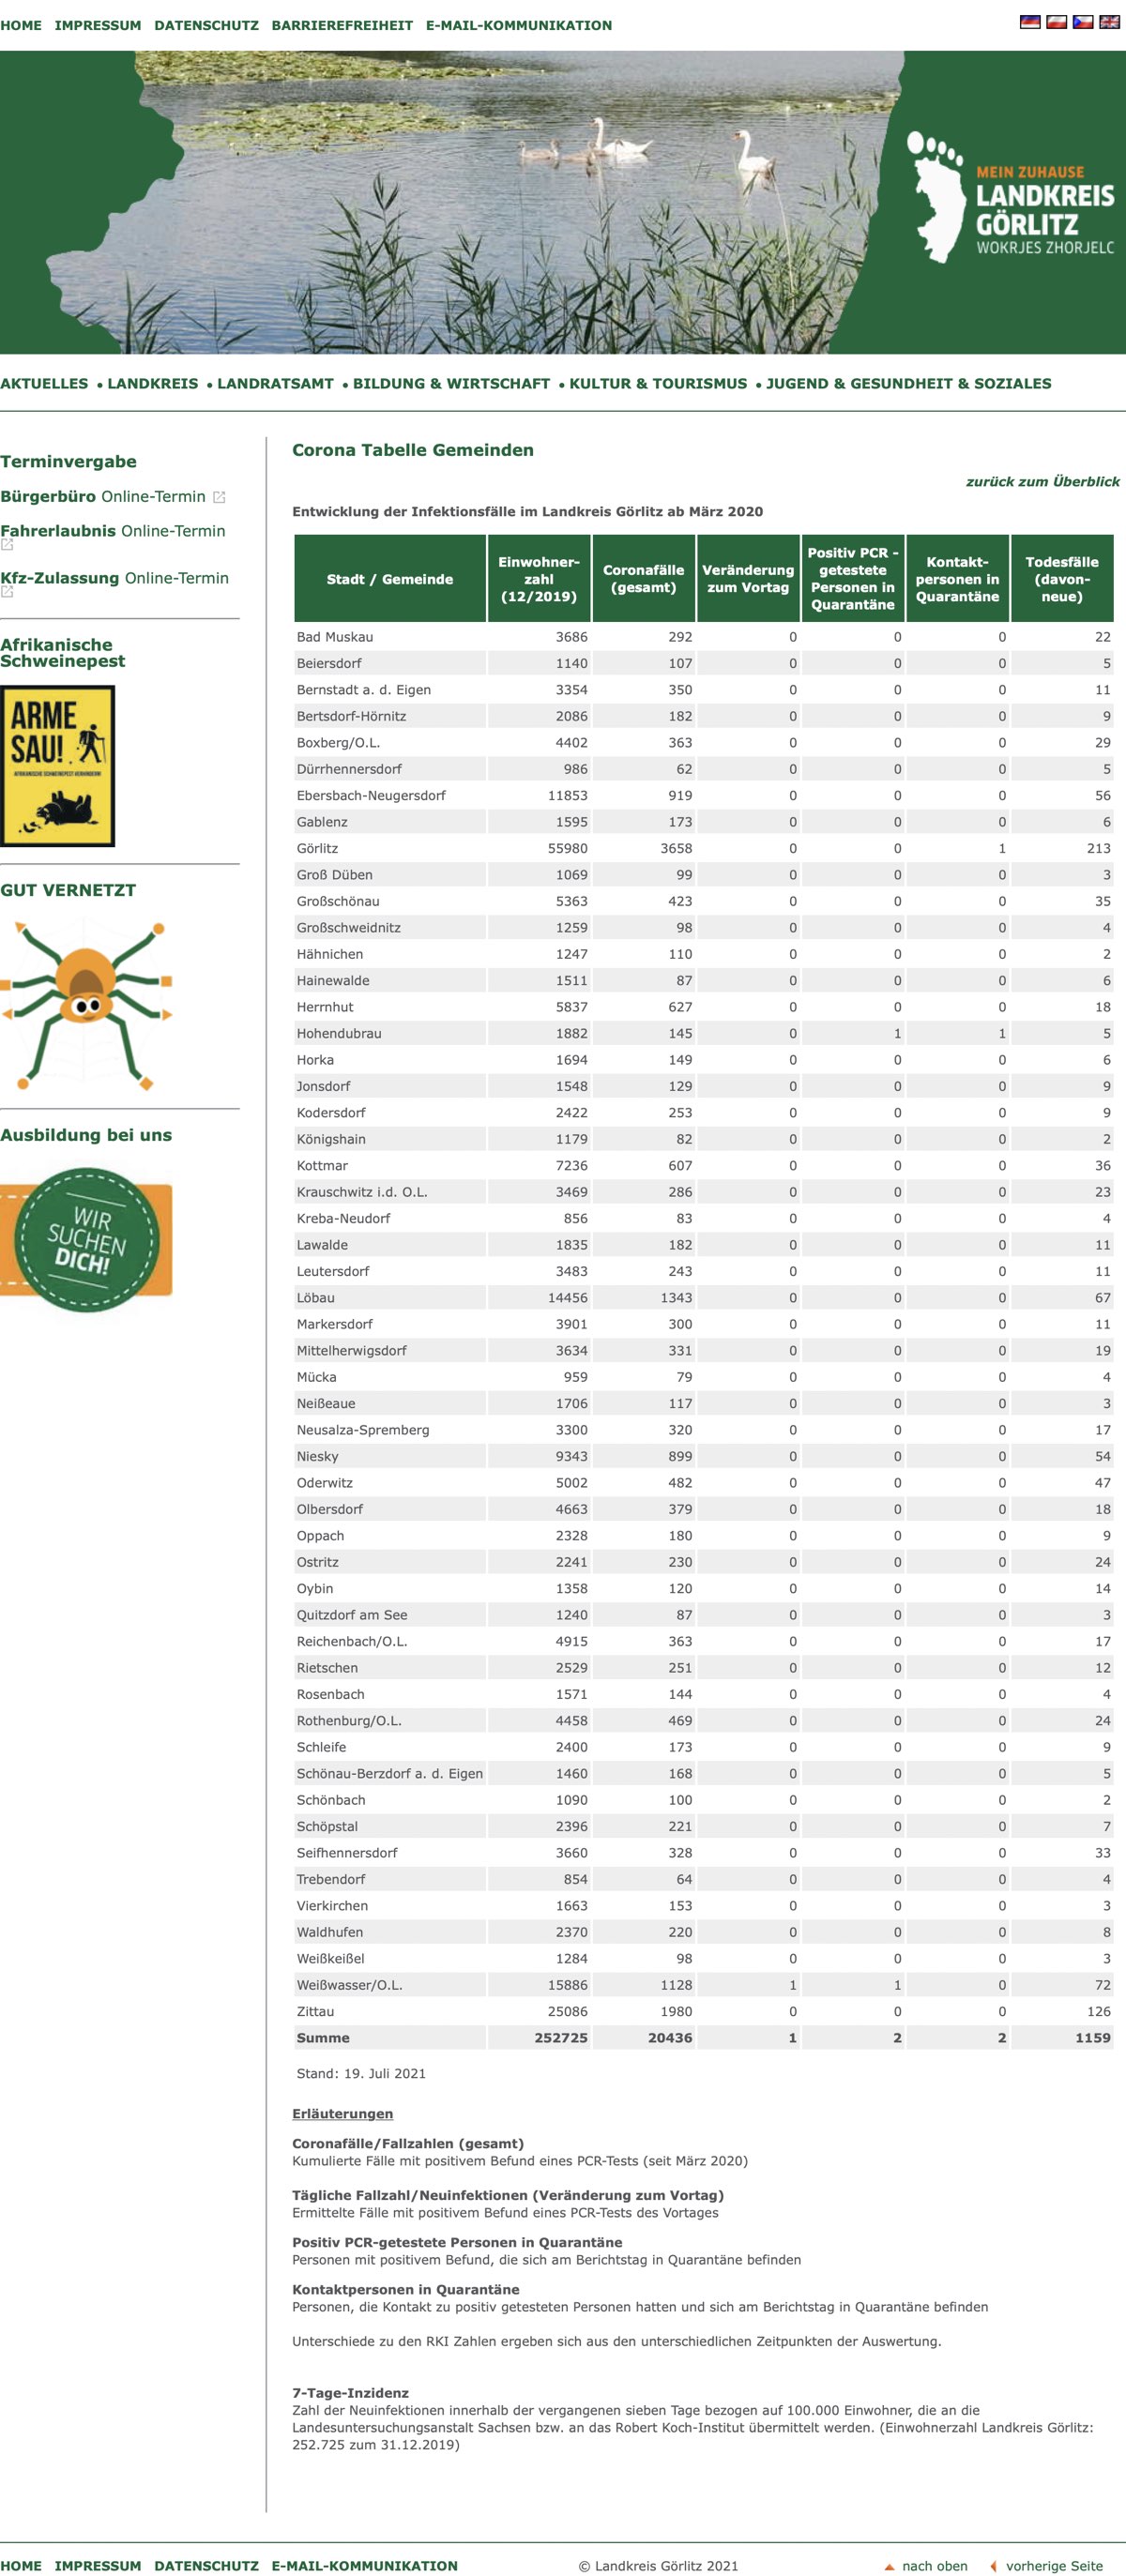 HOME IMPRESSUM DATENSCHUTZ BARRIEREFREIHEIT E-MAIL-KOMMUNIKATION
MEIN ZUHAUSE
LANDKREIS
GÖRLITZ
WOKRJES ZHORJELC
AKTUELLES • LANDKREIS • LANDRATSAMT • BILDUNG & WIRTSCHAFT • KULTUR & TOURISMUS • JUGEND & GESUNDHEIT & SOZIALES
Terminvergabe
Bürgerbüro Online-Termin
Fahrerlaubnis Online-Termin
Kfz-Zulassung Online-Termin
Afrikanische
Schweinepest
ARME
SAU!
AFRIKANISCHE SCHWEINEPEST VERHINDERN!
GUT VERNETZT
Ausbildung bei uns
WIR
SUCHEN
DICH!
Corona Tabelle Gemeinden
zurück zum Überblick
Entwicklung der Infektionsfälle im Landkreis Görlitz ab März 2020
Stadt / Gemeinde Einwohner-zahl (12/2019) Coronafälle (gesamt) Veränderung zum Vortag Positiv PCR - getestete Personen in Quarantäne Kontakt-personen in Quarantäne Todesfälle (davon-neue)
Bad Muskau 3686 292 0 0 0 22
Beiersdorf 1140 107 0 0 0 5
Bernstadt a. d. Eigen 3354 350 0 0 0 11
Bertsdorf-Hörnitz 2086 182 0 0 0 9
Boxberg/O.L. 4402 363 0 0 0 29
Dürrhennersdorf 986 62 0 0 0 5
Ebersbach-Neugersdorf 11853 919 0 0 0 56
Gablenz 1595 173 0 0 0 6
Görlitz 55980 3658 0 0 1 213
Groß Düben 1069 99 0 0 0 3
Großschönau 5363 423 0 0 0 35
Großschweidnitz 1259 98 0 0 0 4
Hähnichen 1247 110 0 0 0 2
Hainewalde 1511 87 0 0 0 6
Herrnhut 5837 627 0 0 0 18
Hohendubrau 1882 145 0 1 1 5
Horka 1694 149 0 0 0 6
Jonsdorf 1548 129 0 0 0 9
Kodersdorf 2422 253 0 0 0 9
Königshain 1179 82 0 0 0 2
Kottmar 7236 607 0 0 0 36
Krauschwitz i.d. O.L. 3469 286 0 0 0 23
Kreba-Neudorf 856 83 0 0 0 4
Lawalde 1835 182 0 0 0 11
Leutersdorf 3483 243 0 0 0 11
Löbau 14456 1343 0 0 0 67
Markersdorf 3901 300 0 0 0 11
Mittelherwigsdorf 3634 331 0 0 0 19
Mücka 959 79 0 0 0 4
Neißeaue 1706 117 0 0 0 3
Neusalza-Spremberg 3300 320 0 0 0 17
Niesky 9343 899 0 0 0 54
Oderwitz 5002 482 0 0 0 47
Olbersdorf 4663 379 0 0 0 18
Oppach 2328 180 0 0 0 9
Ostritz 2241 230 0 0 0 24
Oybin 1358 120 0 0 0 14
Quitzdorf am See 1240 87 0 0 0 3
Reichenbach/O.L. 4915 363 0 0 0 17
Rietschen 2529 251 0 0 0 12
Rosenbach 1571 144 0 0 0 4
Rothenburg/O.L. 4458 469 0 0 0 24
Schleife 2400 173 0 0 0 9
Schönau-Berzdorf a. d. Eigen 1460 168 0 0 0 5
Schönbach 1090 100 0 0 0 2
Schöpstal 2396 221 0 0 0 7
Seifhennersdorf 3660 328 0 0 0 33
Trebendorf 854 64 0 0 0 4
Vierkirchen 1663 153 0 0 0 3
Waldhufen 2370 220 0 0 0 8
Weißkeißel 1284 98 0 0 0 3
Weißwasser/O.L. 15886 1128 1 1 0 72
Zittau 25086 1980 0 0 0 126
Summe 252725 20436 1 2 2 1159
Stand: 19. Juli 2021
Erläuterungen
Coronafälle/Fallzahlen (gesamt)
Kumulierte Fälle mit positivem Befund eines PCR-Tests (seit März 2020)
Tägliche Fallzahl/Neuinfektionen (Veränderung zum Vortag)
Ermittelte Fälle mit positivem Befund eines PCR-Tests des Vortages
Positiv PCR-getestete Personen in Quarantäne
Personen mit positivem Befund, die sich am Berichtstag in Quarantäne befinden
Kontaktpersonen in Quarantäne
Personen, die Kontakt zu positiv getesteten Personen hatten und sich am Berichtstag in Quarantäne befinden
Unterschiede zu den RKI Zahlen ergeben sich aus den unterschiedlichen Zeitpunkten der Auswertung.
7-Tage-Inzidenz
Zahl der Neuinfektionen innerhalb der vergangenen sieben Tage bezogen auf 100.000 Einwohner, die an die
Landesuntersuchungsanstalt Sachsen bzw. an das Robert Koch-Institut übermittelt werden. (Einwohnerzahl Landkreis Görlitz:
252.725 zum 31.12.2019)
HOME IMPRESSUM DATENSCHUTZ E-MAIL-KOMMUNIKATION © Landkreis Görlitz 2021 nach oben vorherige Seite